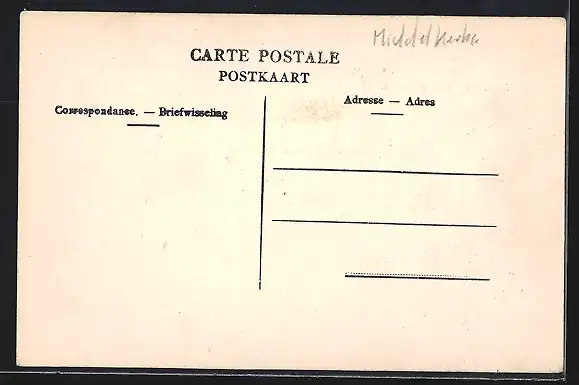 Middelkerke
CARTE POSTALE
POSTKAART
Correspondance. — Briefwisseling
Adresse — Adres